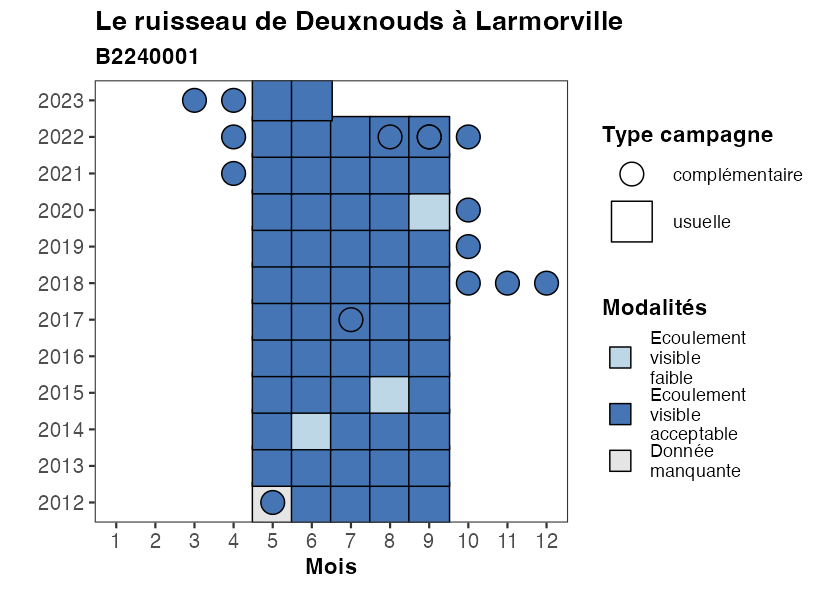 Le ruisseau de Deuxnouds à Larmorville
B2240001
2023
2022
2021
2020
2019
2018
2017
2016
2015
2014
2013
2012
1 2 3 4 5 6 7 8 9 10 11 12
Mois
Type campagne
complémentaire
usuelle
Modalités
Ecoulement
visible
faible
Ecoulement
visible
acceptable
Donnée
manquante